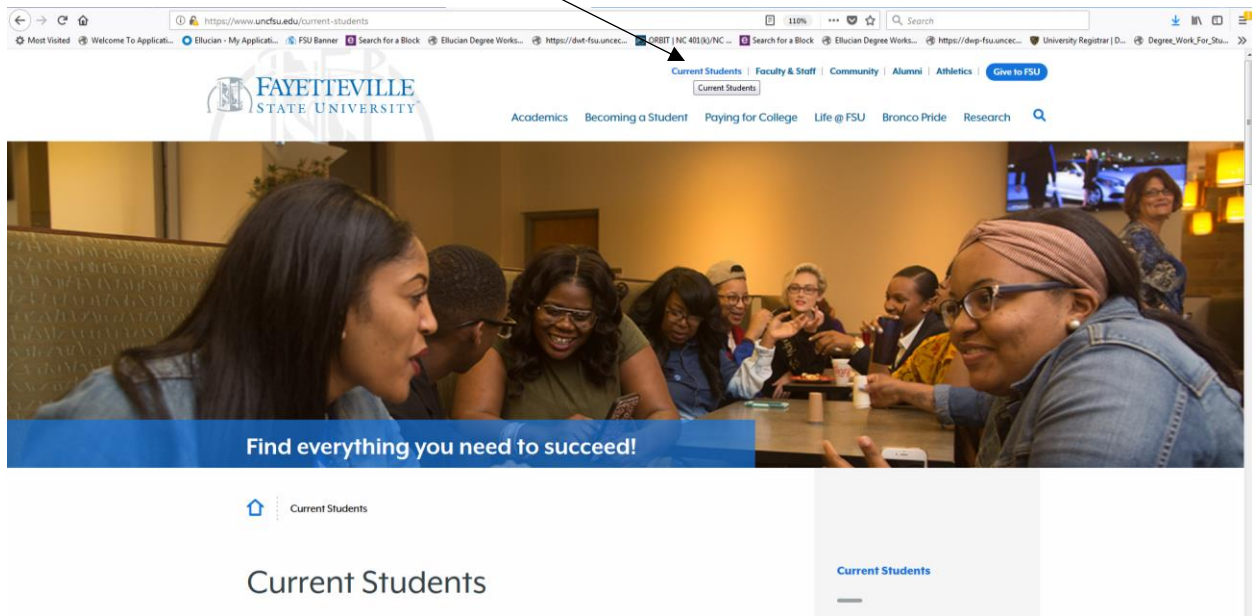 https://www.uncfsu.edu/current-students 110% Search
Most Visited Welcome To Applicati... Ellucian - My Applicati... FSU Banner Search for a Block Ellucian Degree Works... https://dwt-fsu.uncec... ORBIT | NC 401(k)/NC ... Search for a Block Ellucian Degree Works... https://dwp-fsu.uncec... University Registrar | D... Degree_Work_For_Stu...
Current Students | Faculty & Staff | Community | Alumni | Athletics | Give to FSU
Current Students
FAYETTEVILLE
STATE UNIVERSITY
Academics Becoming a Student Paying for College Life @ FSU Bronco Pride Research
Find everything you need to succeed!
Current Students
Current Students
Current Students